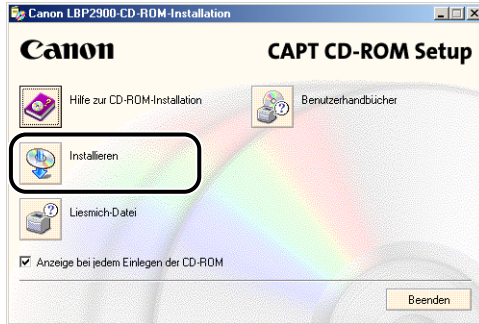 Canon LBP2900-CD-ROM-Installation
Canon
CAPT CD-ROM Setup
Hilfe zur CD-ROM-Installation
Benutzerhandbücher
Installieren
Liesmich-Datei
Anzeige bei jedem Einlegen der CD-ROM
Beenden